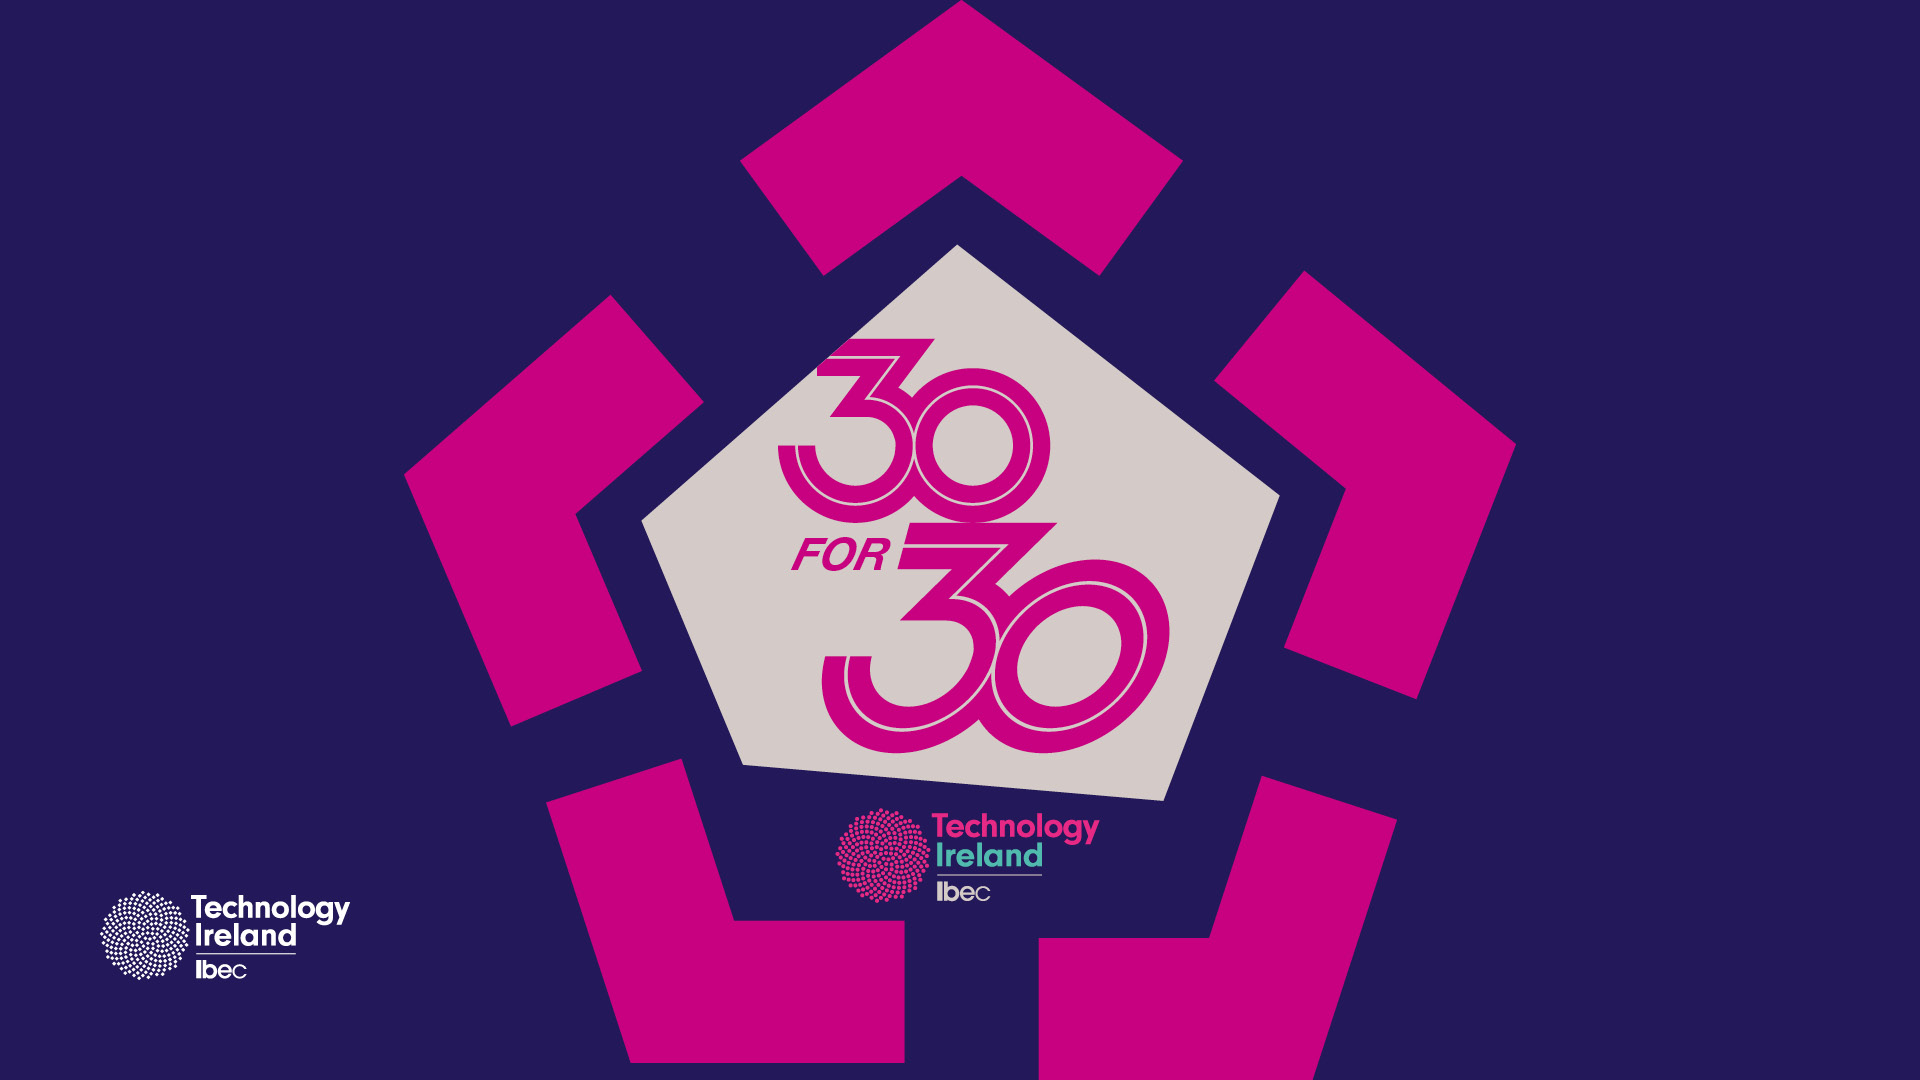 30
FOR 30
Technology
Ireland
Ibec
Technology
Ireland
Ibec